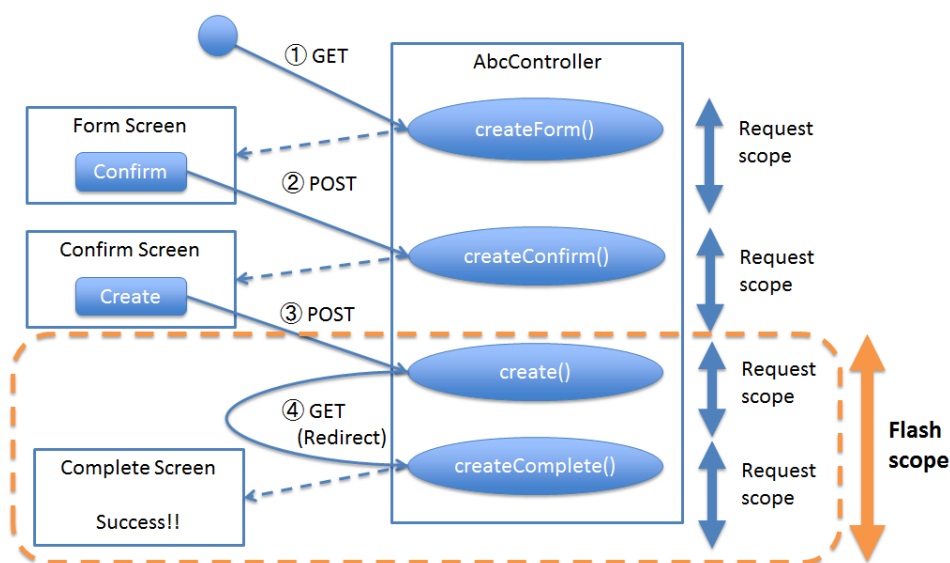 ① GET
AbcController
createForm()
Request
scope
Form Screen
Confirm
② POST
createConfirm()
Request
scope
Confirm Screen
Create
③ POST
create()
Request
scope
④ GET
(Redirect)
Flash
scope
createComplete()
Request
scope
Complete Screen
Success!!